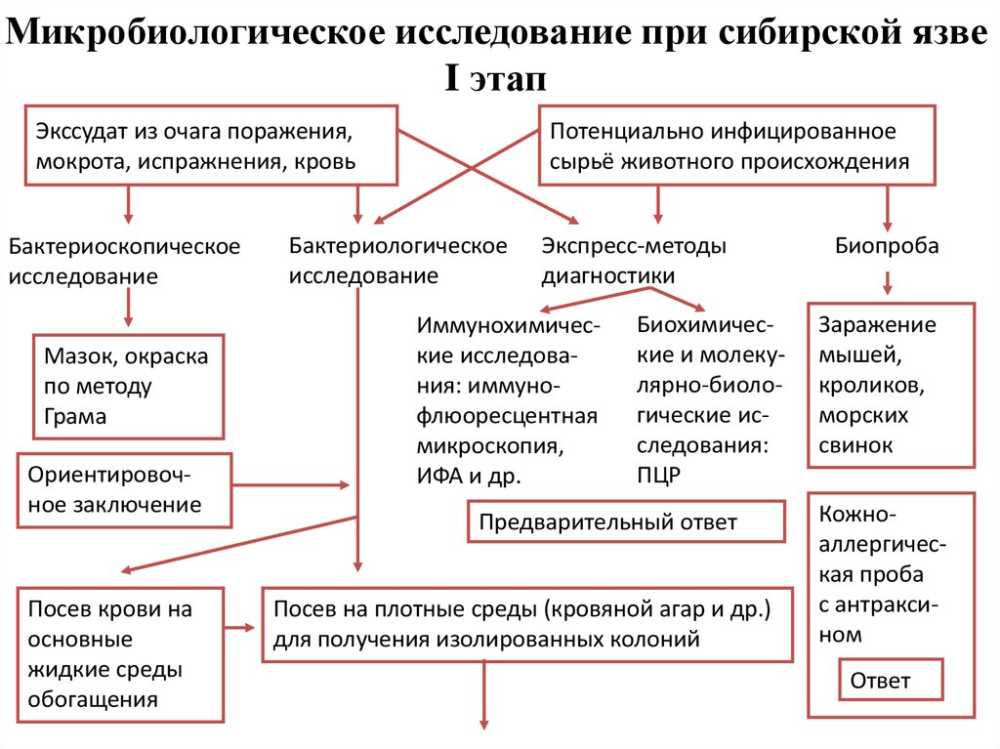 Микробиологическое исследование при сибирской язве
I этап
Экссудат из очага поражения,
мокрота, испражнения, кровь
Потенциально инфицированное
сырьё животного происхождения
Бактериоскопическое
исследование
Бактериологическое
исследование
Экспресс-методы
диагностики
Биопроба
Мазок, окраска
по методу
Грама
Иммунохимичес-
кие исследова-
ния: иммуно-
флюоресцентная
микроскопия,
ИФА и др.
Биохимичес-
кие и молеку-
лярно-биоло-
гические ис-
следования:
ПЦР
Заражение
мышей,
кроликов,
морских
свинок
Ориентировоч-
ное заключение
Предварительный ответ
Кожно-
аллергичес-
кая проба
с антракси-
ном
Ответ
Посев крови на
основные
жидкие среды
обогащения
Посев на плотные среды (кровяной агар и др.)
для получения изолированных колоний